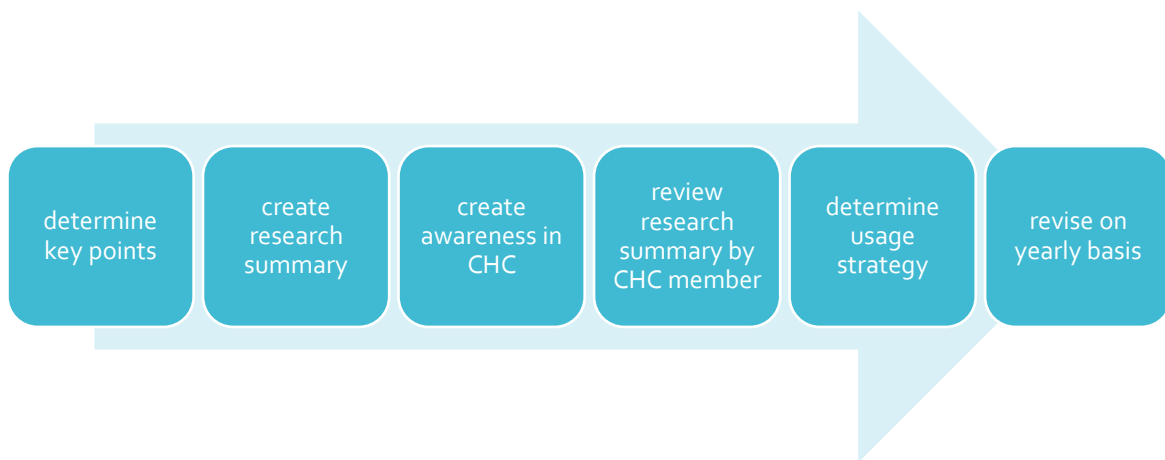 determine
key points
create
research
summary
create
awareness in
CHC
review
research
summary by
CHC member
determine
usage
strategy
revise on
yearly basis